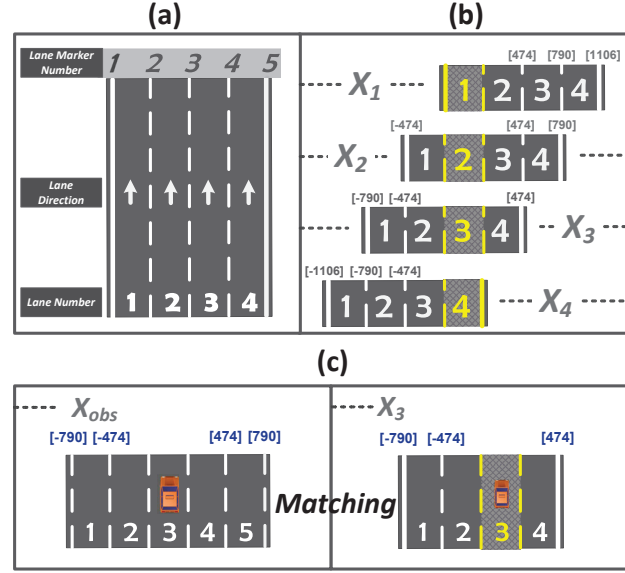 (a)
Lane Marker Number
1 2 3 4 5
Lane Direction
Lane Number
1 2 3 4
(b)
[474] [790] [1106]
X1
1 2 3 4
[-474] [474] [790]
X2
1 2 3 4
[-790] [-474] [474]
1 2 3 4
X3
[-1106] [-790] [-474]
1 2 3 4
X4
(c)
Xobs
[-790] [-474] [474] [790]
1 2 3 4 5
Matching
X3
[-790] [-474] [474]
1 2 3 4